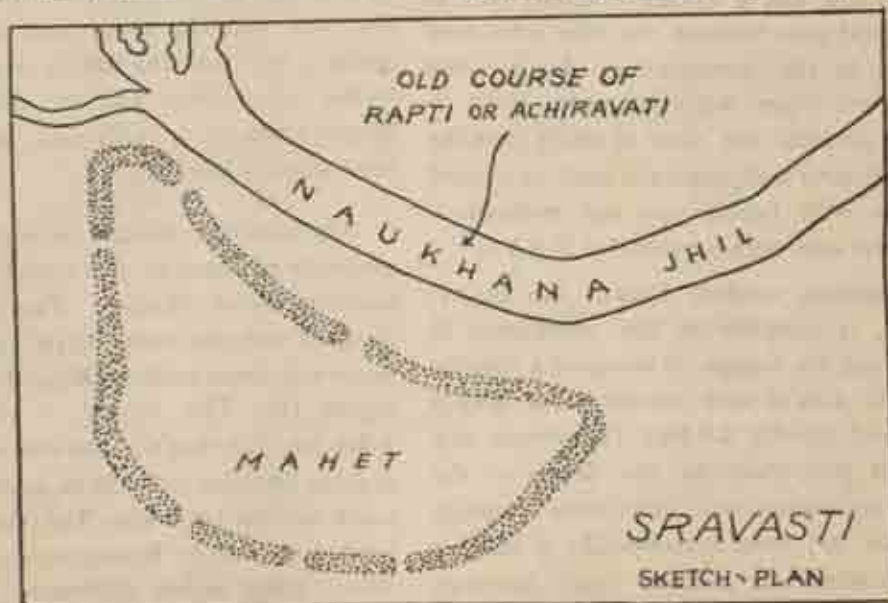 OLD COURSE OF
RAPTI OR ACHIRAVATI
NAUKHANA JHIL
MAHET
SRAVASTI
SKETCH-PLAN